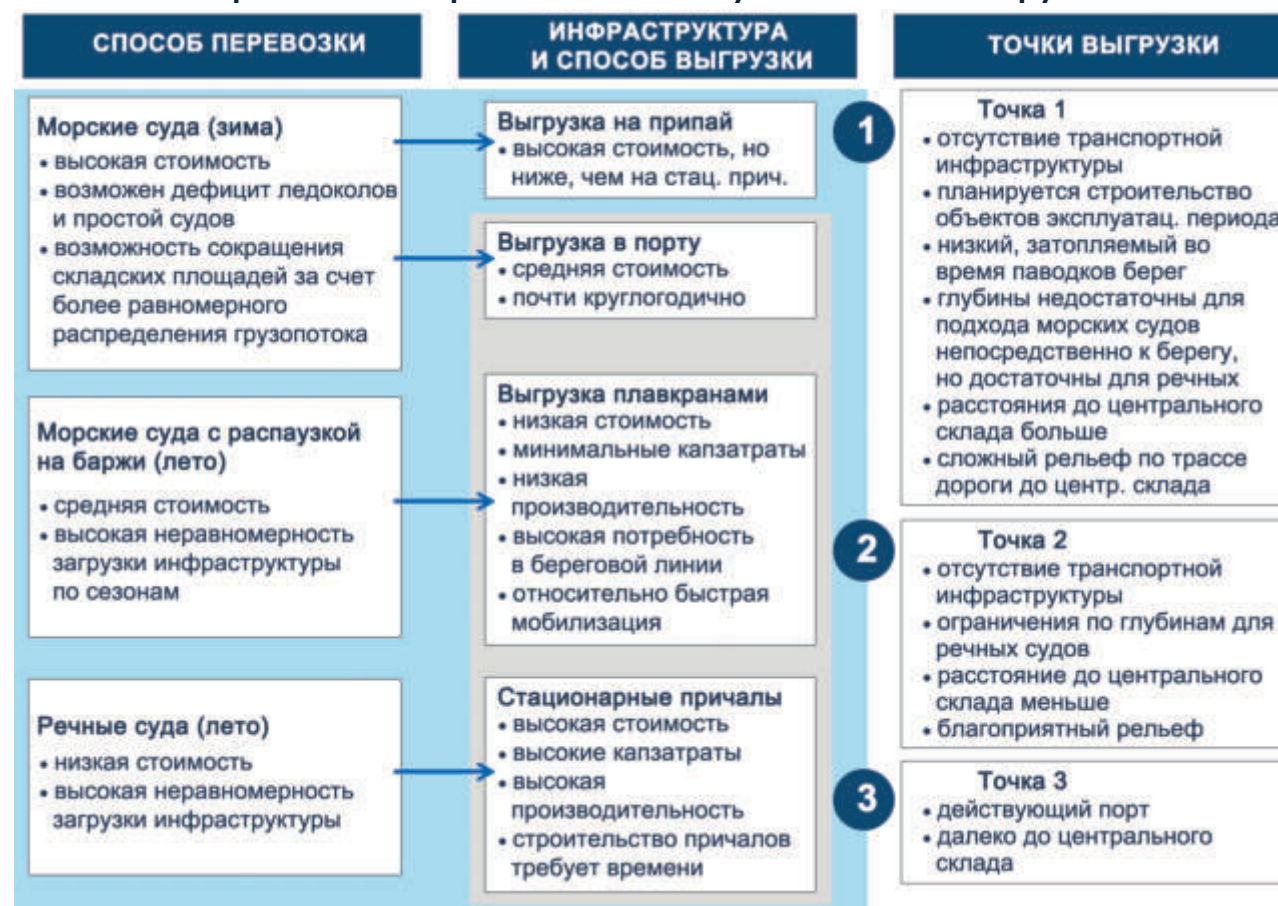 СПОСОБ ПЕРЕВОЗКИ
Морские суда (зима)
• высокая стоимость
• возможен дефицит ледоколов
и простой судов
• возможность сокращения
складских площадей за счет
более равномерного
распределения грузопотока
Морские суда с распаузкой
на баржи (лето)
• средняя стоимость
• высокая неравномерность
загрузки инфраструктуры
по сезонам
Речные суда (лето)
• низкая стоимость
• высокая неравномерность
загрузки инфраструктуры
ИНФРАСТРУКТУРА
И СПОСОБ ВЫГРУЗКИ
Выгрузка на припай
• высокая стоимость, но
ниже, чем на стац. прич.
Выгрузка в порту
• средняя стоимость
• почти круглогодично
Выгрузка плавкранами
• низкая стоимость
• минимальные капзатраты
• низкая
производительность
• высокая потребность
в береговой линии
• относительно быстрая
мобилизация
Стационарные причалы
• высокая стоимость
• высокие капзатраты
• высокая
производительность
• строительство причалов
требует времени
ТОЧКИ ВЫГРУЗКИ
1
Точка 1
• отсутствие транспортной
инфраструктуры
• планируется строительство
объектов эксплуатац. периода
• низкий, затопляемый во
время паводков берег
• глубины недостаточны для
подхода морских судов
непосредственно к берегу,
но достаточны для речных
• расстояния до центрального
склада больше
• сложный рельеф по трассе
дороги до центр. склада
2
Точка 2
• отсутствие транспортной
инфраструктуры
• ограничения по глубинам для
речных судов
• расстояние до центрального
склада меньше
• благоприятный рельеф
3
Точка 3
• действующий порт
• далеко до центрального
склада